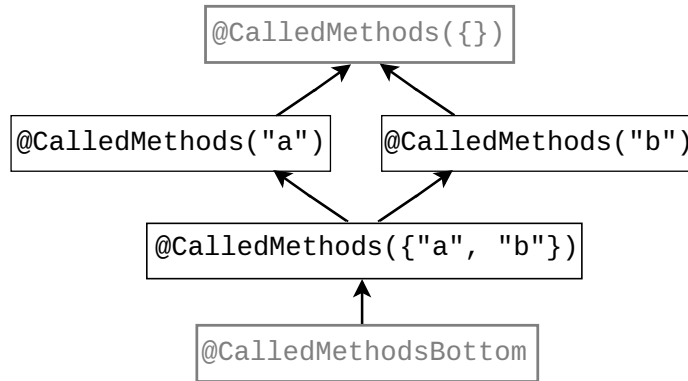 @CalledMethods({})
@CalledMethods("a")
@CalledMethods("b")
@CalledMethods({"a", "b"})
@CalledMethodsBottom